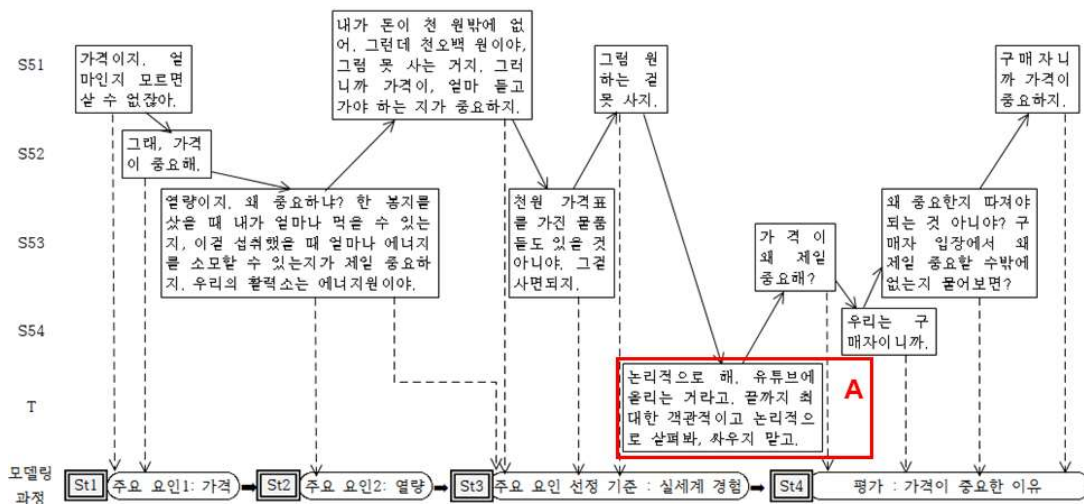 S51
가격이지. 얼
마인지 모르면
살 수 없잖아.
내가 돈이 천 원밖에 없
어. 그런데 천오백 원이야,
그럼 못 사는 거지. 그러
니까 가격이, 얼마 들고
가야 하는 지가 중요하지.
그럼 원
하는 걸
못 사지.
구매자니
까 가격이
중요하지.
S52
그래, 가격
이 중요해.
S53
열량이지. 왜 중요하냐? 한 봉지를
샀을 때 내가 얼마나 먹을 수 있는
지, 이걸 섭취했을 때 얼마나 에너지
를 소모할 수 있는지가 제일 중요하
지. 우리의 활력소는 에너지원이야.
천원 가격표
를 가진 물품
들도 있을 것
아니야. 그걸
사면되지.
가격이
왜 제일
중요해?
왜 중요한지 따져야
되는 것 아니야? 구
매자 입장에서 왜
제일 중요할 수밖에
없는지 물어보면?
S54
우리는 구
매자이니까.
T
논리적으로 해. 유튜브에
올리는 거라고. 끝까지 최
대한 객관적이고 논리적으
로 살펴봐, 싸우지 말고.
A
모델링
과정
St1 주요 요인1: 가격
St2 주요 요인2: 열량
St3 주요 요인 선정 기준 : 실세계 경험
St4 평가 : 가격이 중요한 이유